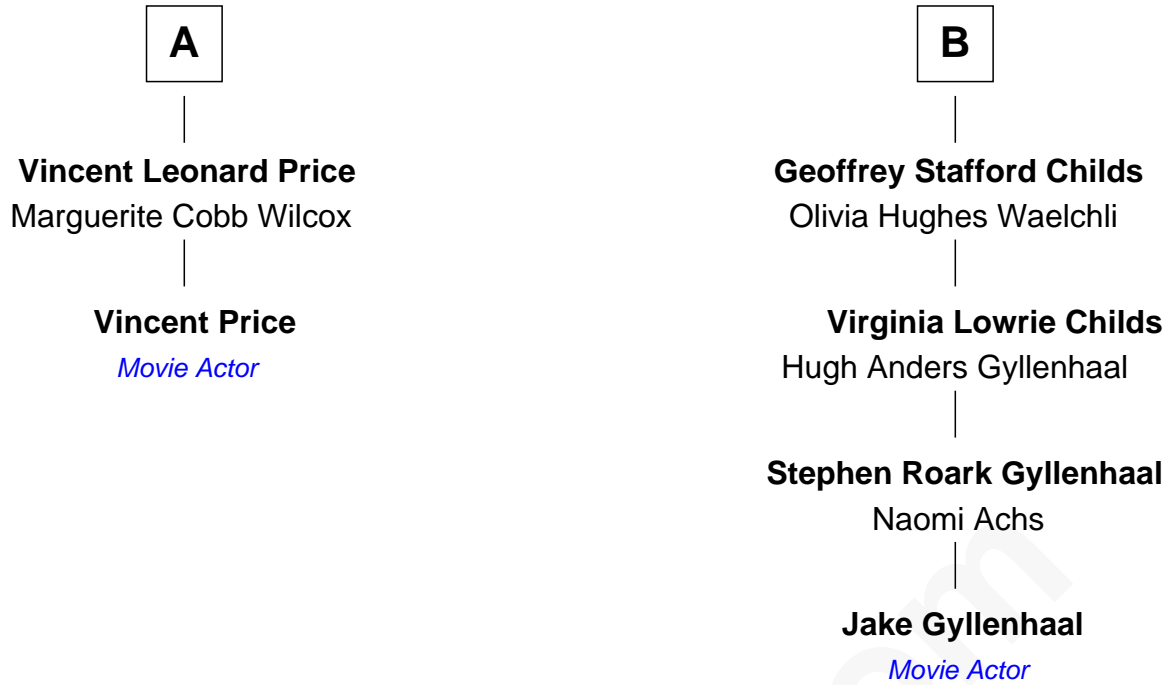 A
Vincent Leonard Price
Marguerite Cobb Wilcox
Vincent Price
Movie Actor
B
Geoffrey Stafford Childs
Olivia Hughes Waelchli
Virginia Lowrie Childs
Hugh Anders Gyllenhaal
Stephen Roark Gyllenhaal
Naomi Achs
Jake Gyllenhaal
Movie Actor